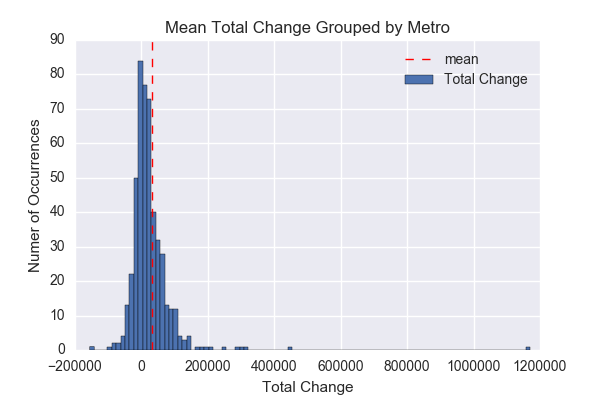 Mean Total Change Grouped by Metro
mean
Total Change
Numer of Occurrences
90
80
70
60
50
40
30
20
10
0
−200000 0 200000 400000 600000 800000 1000000 1200000
Total Change